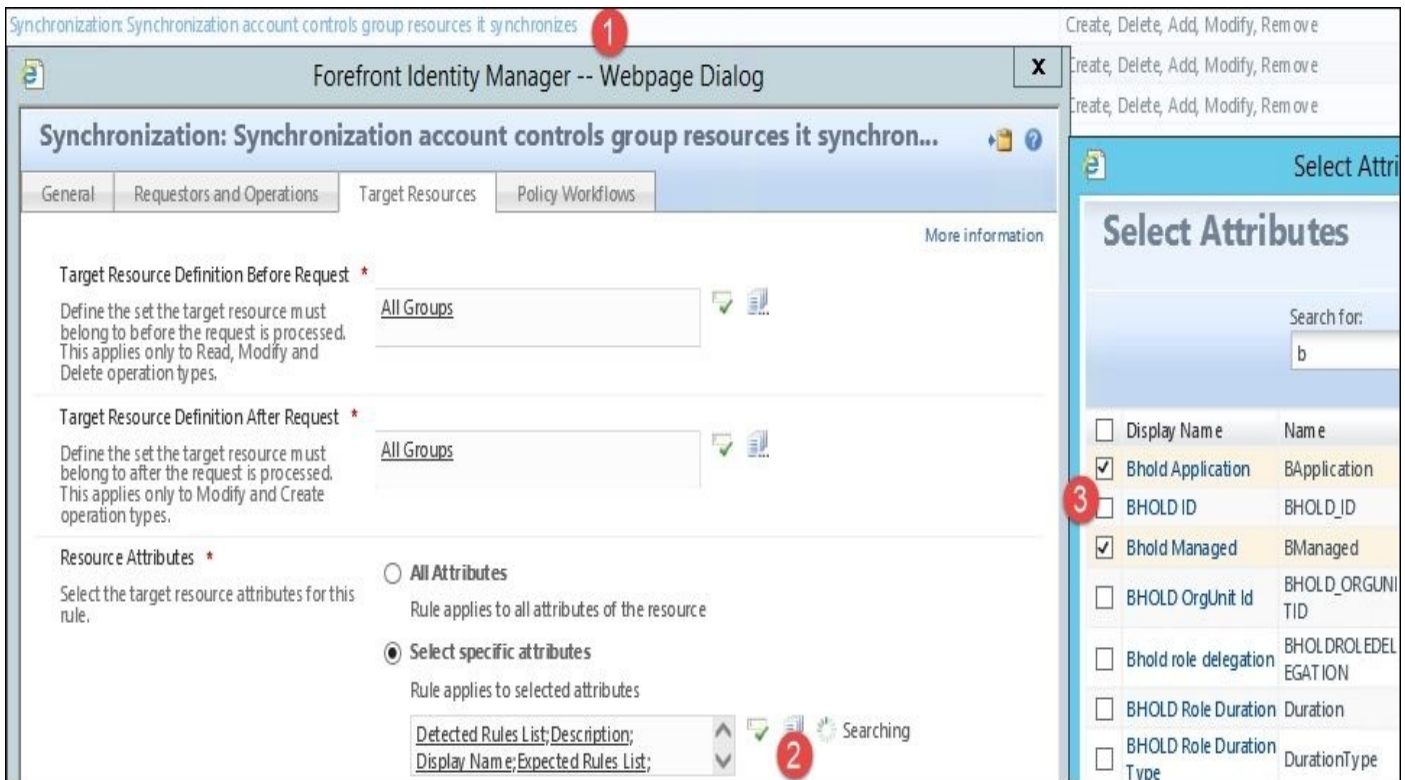 Synchronization: Synchronization account controls group resources it synchronizes
1
Create, Delete, Add, Modify, Remove
Forefront Identity Manager -- Webpage Dialog
X
Create, Delete, Add, Modify, Remove
Create, Delete, Add, Modify, Remove
Synchronization: Synchronization account controls group resources it synchron...
General
Requestors and Operations
Target Resources
Policy Workflows
More information
Target Resource Definition Before Request *
Define the set the target resource must
belong to before the request is processed.
This applies only to Read, Modify and
Delete operation types.
All Groups
Target Resource Definition After Request *
Define the set the target resource must
belong to after the request is processed.
This applies only to Modify and Create
operation types.
All Groups
Resource Attributes *
Select the target resource attributes for this
rule.
All Attributes
Rule applies to all attributes of the resource
Select specific attributes
Rule applies to selected attributes
Detected Rules List;Description;
Display Name;Expected Rules List;
2
Searching
Select Attri
Select Attributes
Search for:
b
Display Name Name
Bhold Application BApplication
3
BHOLD ID BHOLD_ID
Bhold Managed BManaged
BHOLD OrgUnit Id BHOLD_ORGUNI
TID
Bhold role delegation BHOLDROLEDEL
EGATION
BHOLD Role Duration Duration
BHOLD Role Duration
Type DurationType